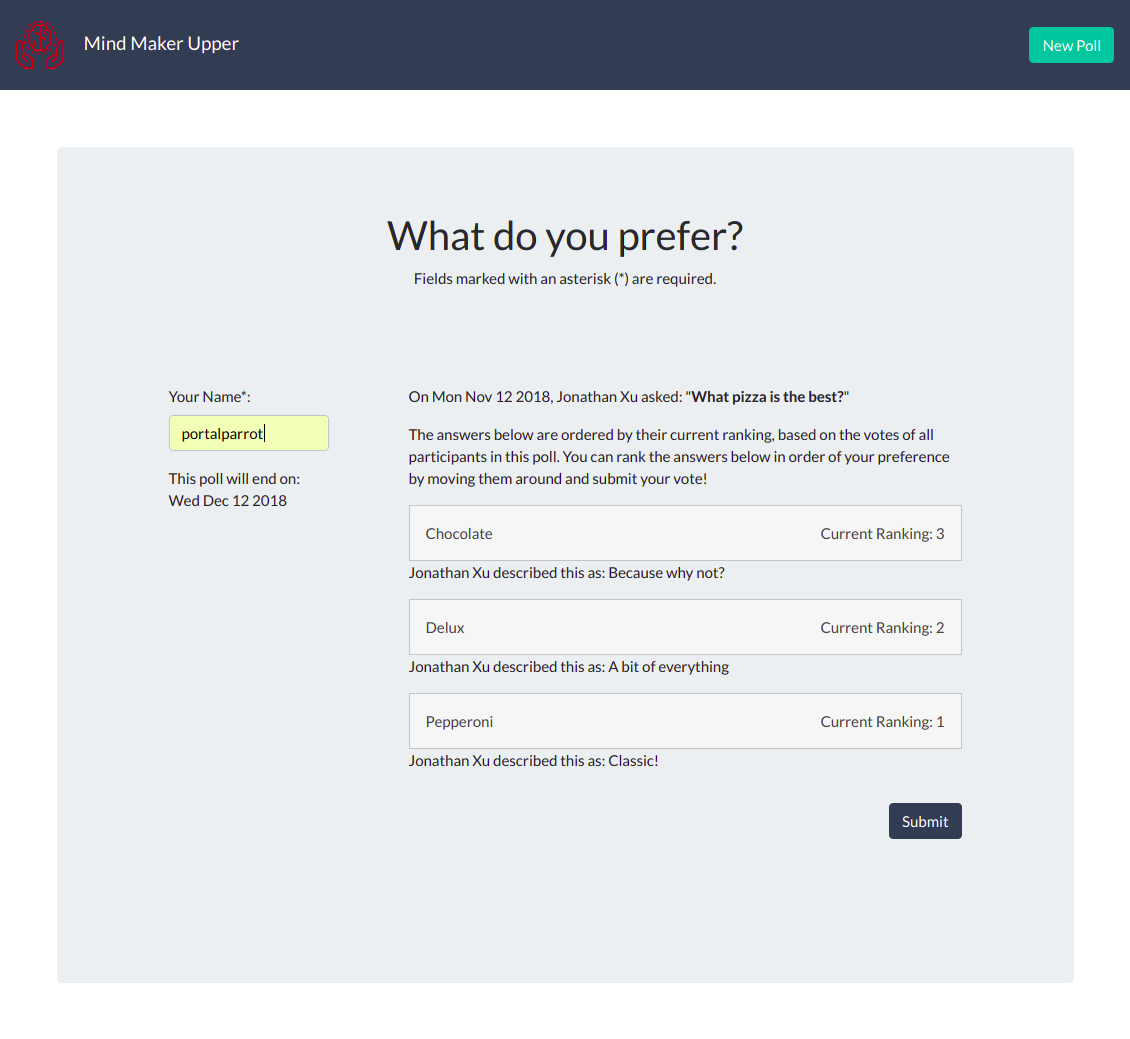 Mind Maker Upper
New Poll
What do you prefer?
Fields marked with an asterisk (*) are required.
Your Name*:
portalparrot
This poll will end on:
Wed Dec 12 2018
On Mon Nov 12 2018, Jonathan Xu asked: "What pizza is the best?"
The answers below are ordered by their current ranking, based on the votes of all
participants in this poll. You can rank the answers below in order of your preference
by moving them around and submit your vote!
Chocolate Current Ranking: 3
Jonathan Xu described this as: Because why not?
Delux Current Ranking: 2
Jonathan Xu described this as: A bit of everything
Pepperoni Current Ranking: 1
Jonathan Xu described this as: Classic!
Submit